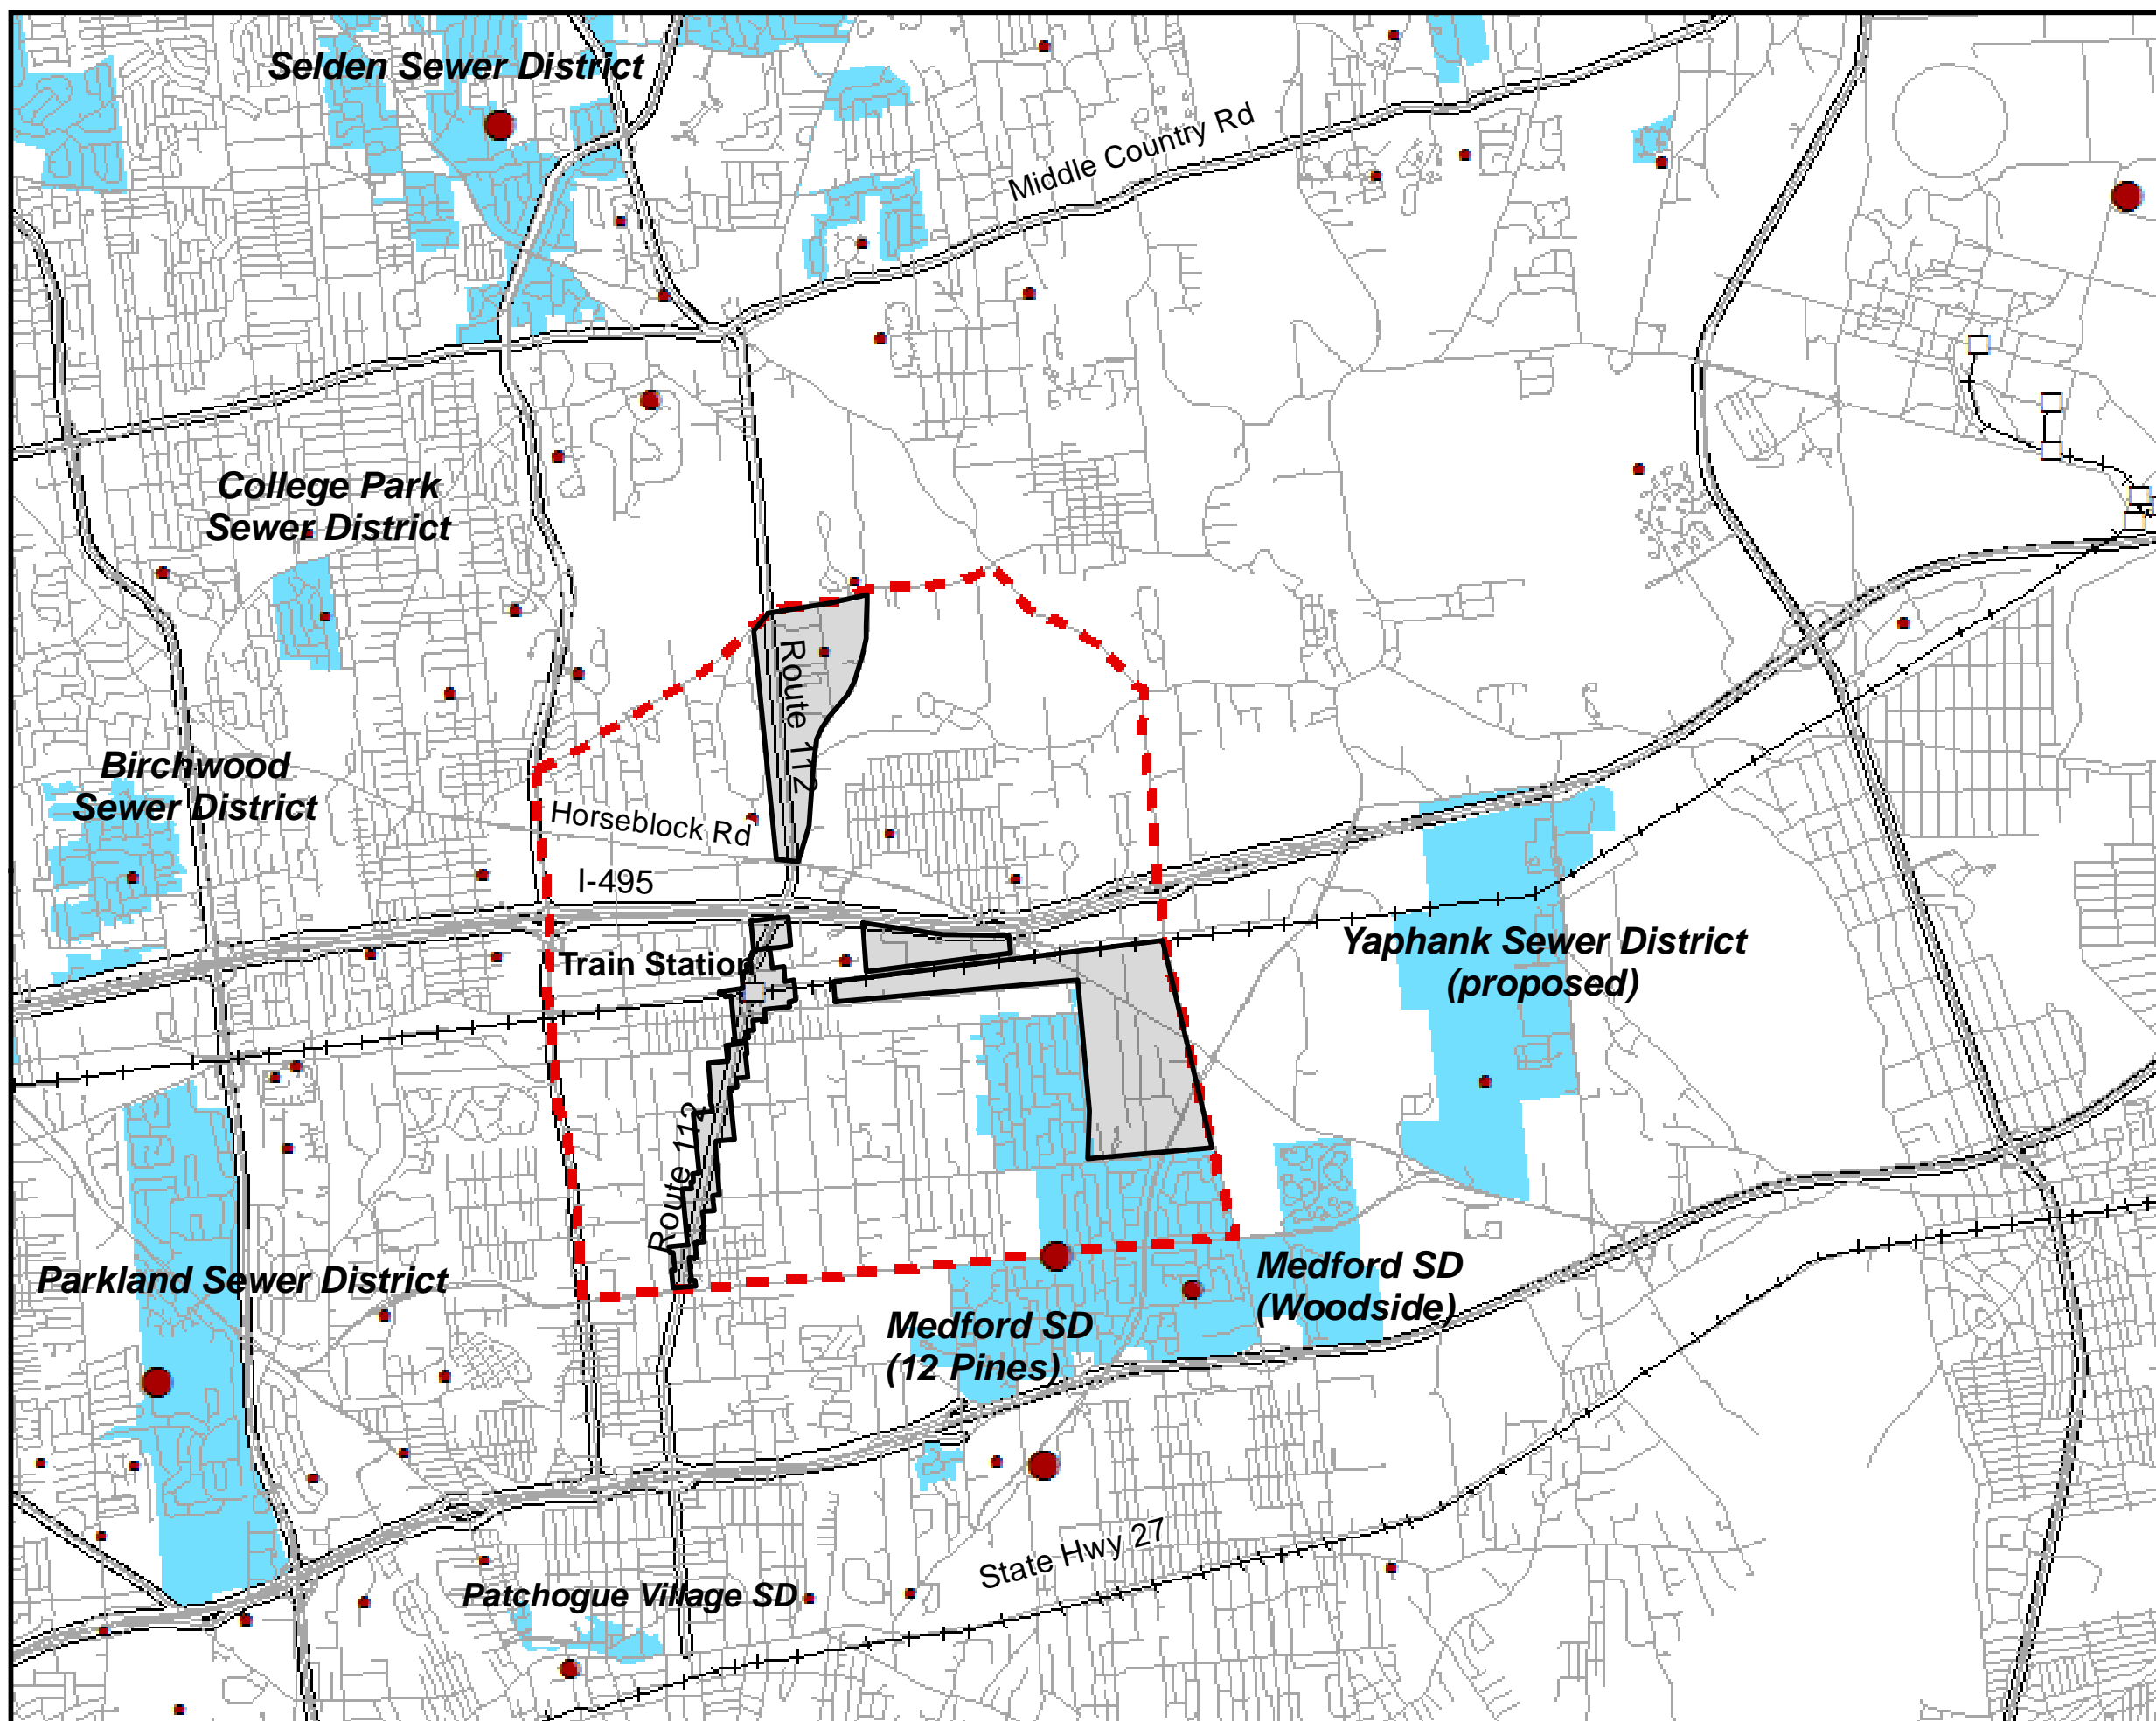 Selden Sewer District
Middle Country Rd
College Park
Sewer District
Route 112
Birchwood
Sewer District
Horseblock Rd
I-495
Train Station
Yaphank Sewer District
(proposed)
Route 112
Parkland Sewer District
Medford SD
(Woodside)
Medford SD
(12 Pines)
State Hwy 27
Patchogue Village SD